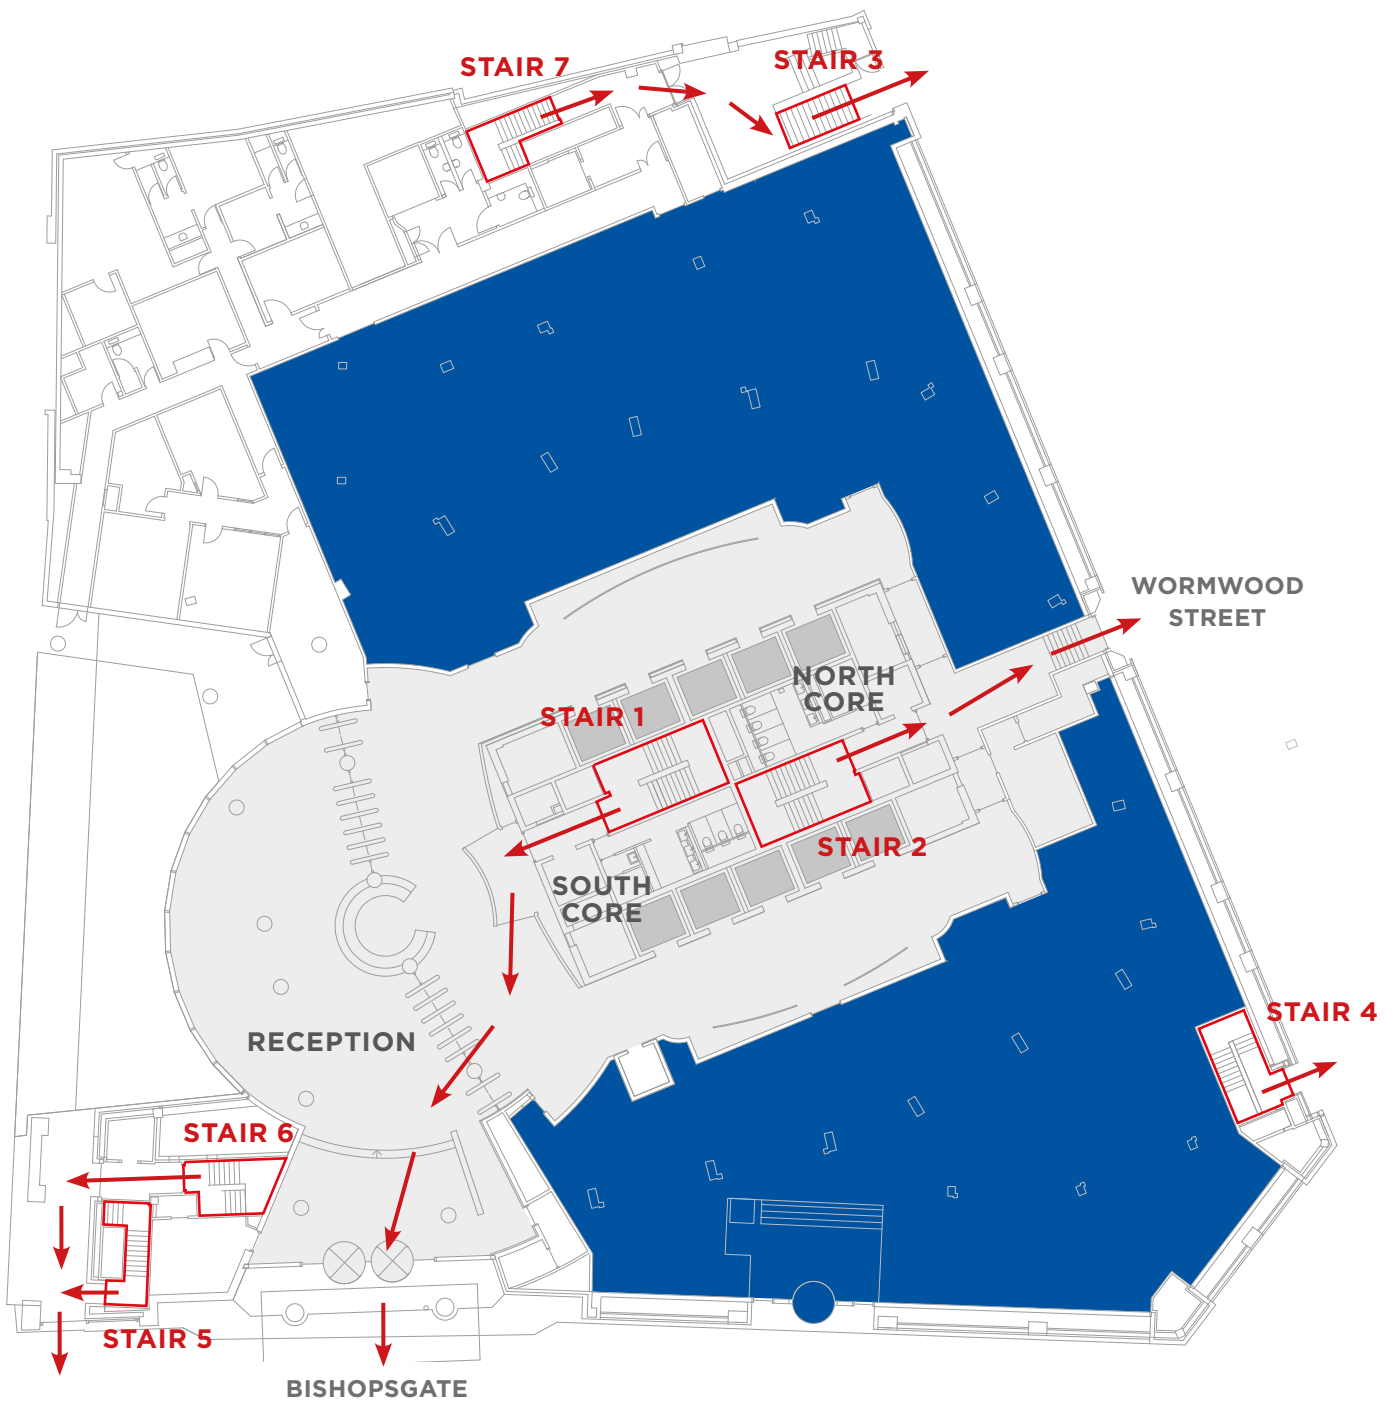 STAIR 3
STAIR 7
WORMWOOD
STREET
NORTH
CORE
STAIR 1
STAIR 2
SOUTH
CORE
STAIR 4
RECEPTION
STAIR 6
STAIR 5
BISHOPSGATE